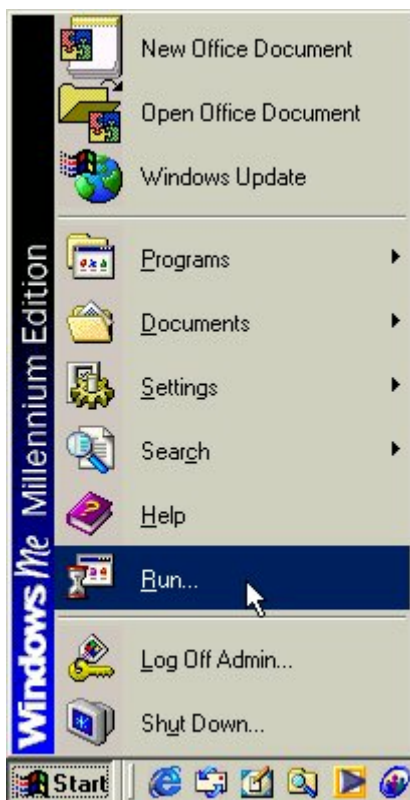 New Office Document
Open Office Document
Windows Update
Programs
Documents
Settings
Search
Help
Run...
Log Off Admin...
Shut Down...
Windows Me Millennium Edition
Start